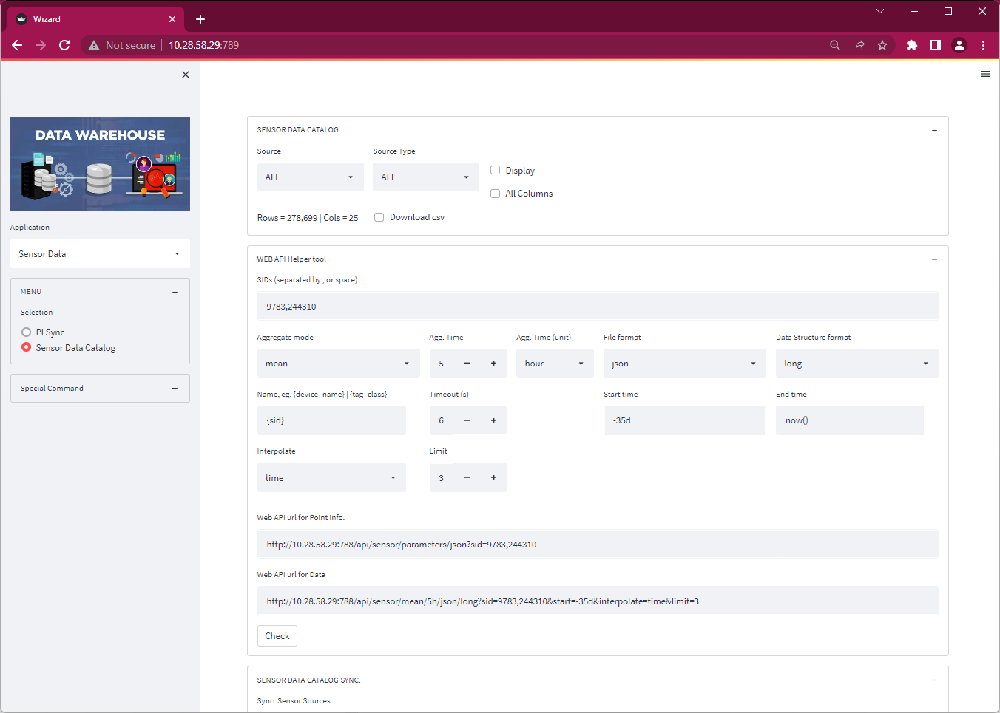 Wizard
Not secure
10.28.58.29:789
DATA WAREHOUSE
Application
Sensor Data
MENU
Selection
PI Sync
Sensor Data Catalog
Special Command
SENSOR DATA CATALOG
Source
Source Type
ALL
ALL
Display
All Columns
Rows = 278,699 | Cols = 25
Download csv
WEB API Helper tool
SIDs (separated by , or space)
9783,244310
Aggregate mode
Agg. Time
Agg. Time (unit)
File format
Data Structure format
mean
5
hour
json
long
Name, eg. {device_name} | {tag_class}
Timeout (s)
Start time
End time
{sid}
6
-35d
now()
Interpolate
Limit
time
3
Web API url for Point info.
http://10.28.58.29:788/api/sensor/parameters/json?sid=9783,244310
Web API url for Data
http://10.28.58.29:788/api/sensor/mean/5h/json/long?sid=9783,244310&start=-35d&interpolate=time&limit=3
Check
SENSOR DATA CATALOG SYNC.
Sync. Sensor Sources